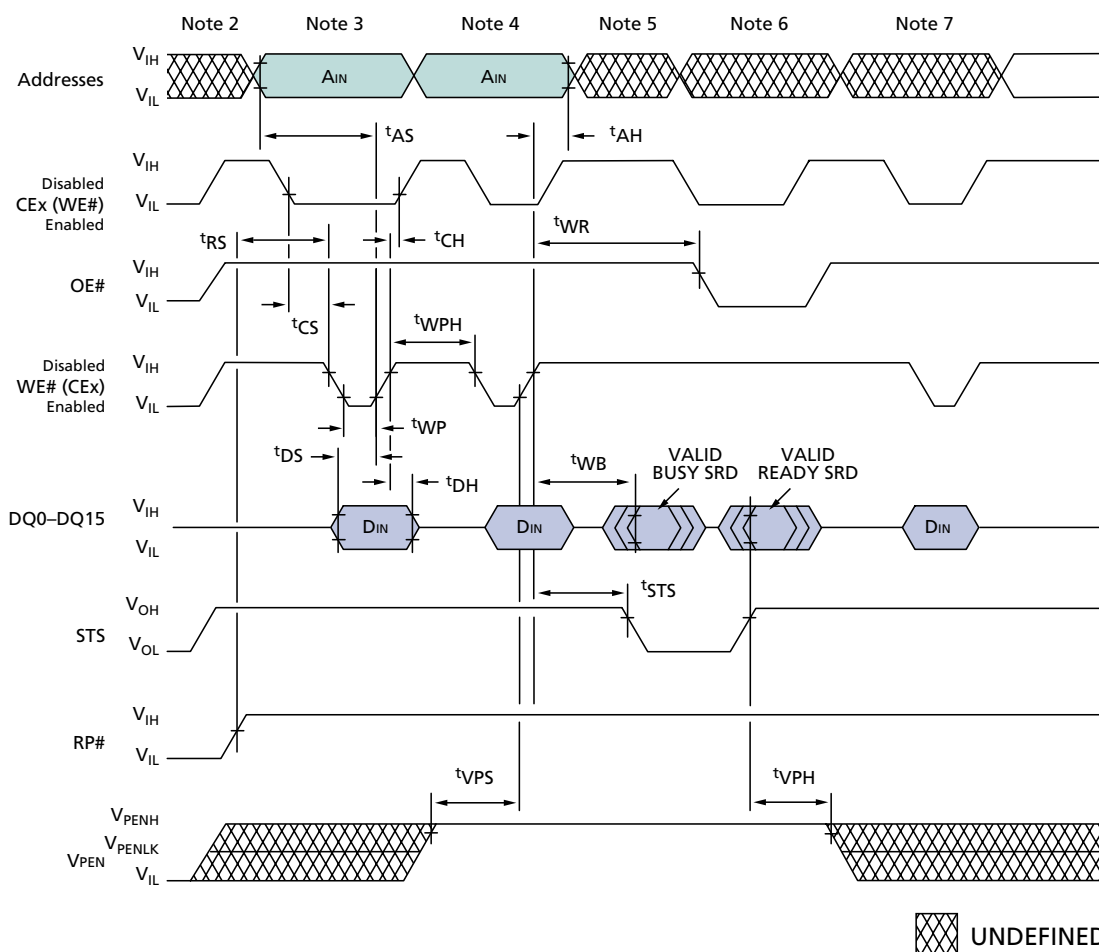 Note 2 Note 3 Note 4 Note 5 Note 6 Note 7
Addresses
VIH
VIL
AIN
AIN
tAS
tAH
Disabled
CEx (WE#)
Enabled
VIH
VIL
tRS
tCH
tWR
OE#
VIH
VIL
tCS
tWPH
Disabled
WE# (CEx)
Enabled
VIH
VIL
tWP
tDS
tDH
tWB
VALID
BUSY SRD
VALID
READY SRD
DQ0–DQ15
VIH
VIL
DIN
DIN
DIN
tSTS
STS
VOH
VOL
RP#
VIH
VIL
tVPS
tVPH
VPEN
VPENH
VPENLK
VIL
UNDEFINED